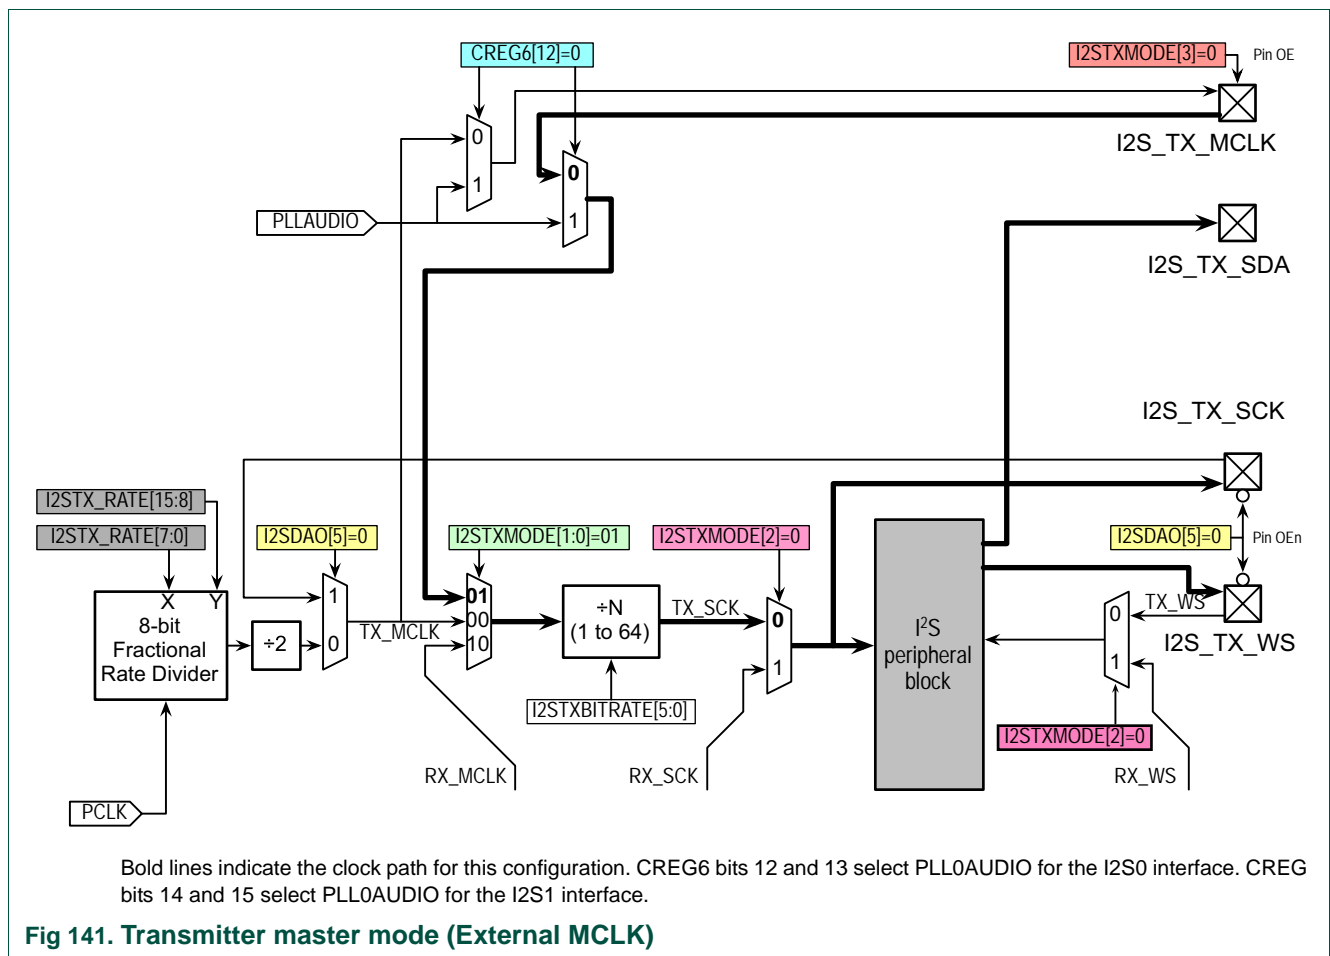 CREG6[12]=0
I2STXMODE[3]=0
Pin OE
0
1
I2S_TX_MCLK
0
1
PLLAUDIO
I2S_TX_SDA
I2S_TX_SCK
I2STX_RATE[15:8]
I2STX_RATE[7:0]
I2SDAO[5]=0
I2STXMODE[1:0]=01
I2STXMODE[2]=0
I2SDAO[5]=0
Pin OEn
X Y
8-bit
Fractional
Rate Divider
÷2
1
0
TX_MCLK
01
00
10
÷N
(1 to 64)
TX_SCK
0
1
I2S
peripheral
block
TX_WS
0
1
I2S_TX_WS
I2STXBITRATE[5:0]
I2STXMODE[2]=0
RX_MCLK
RX_SCK
RX_WS
PCLK
Bold lines indicate the clock path for this configuration. CREG6 bits 12 and 13 select PLL0AUDIO for the I2S0 interface. CREG
bits 14 and 15 select PLL0AUDIO for the I2S1 interface.
Fig 141. Transmitter master mode (External MCLK)